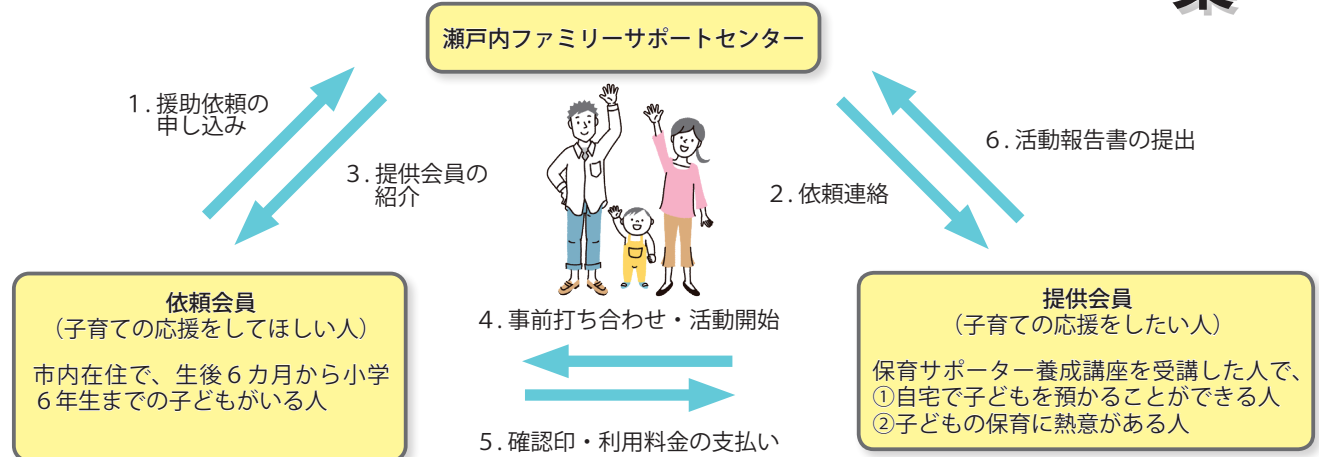 業
瀬戸内ファミリーサポートセンター
1. 援助依頼の
申し込み
3. 提供会員の
紹介
2. 依頼連絡
6. 活動報告書の提出
依頼会員
（子育ての応援をしてほしい人）
市内在住で、生後６カ月から小学
６年生までの子どもがいる人
4. 事前打ち合わせ・活動開始
5. 確認印・利用料金の支払い
提供会員
（子育ての応援をしたい人）
保育サポーター養成講座を受講した人で、
①自宅で子どもを預かることができる人
②子どもの保育に熱意がある人